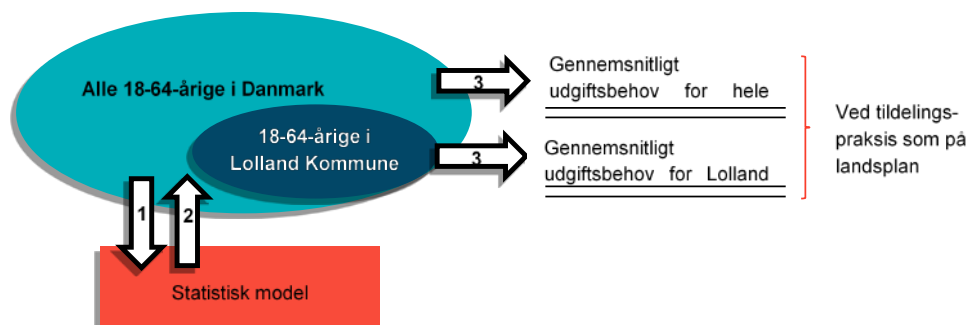 Alle 18-64-årige i Danmark
18-64-årige i
Lolland Kommune
1
2
Statistisk model
3
Gennemsnitligt
udgiftsbehov for hele
3
Gennemsnitligt
udgiftsbehov for Lolland
Ved tildelings-
praksis som på
landsplan